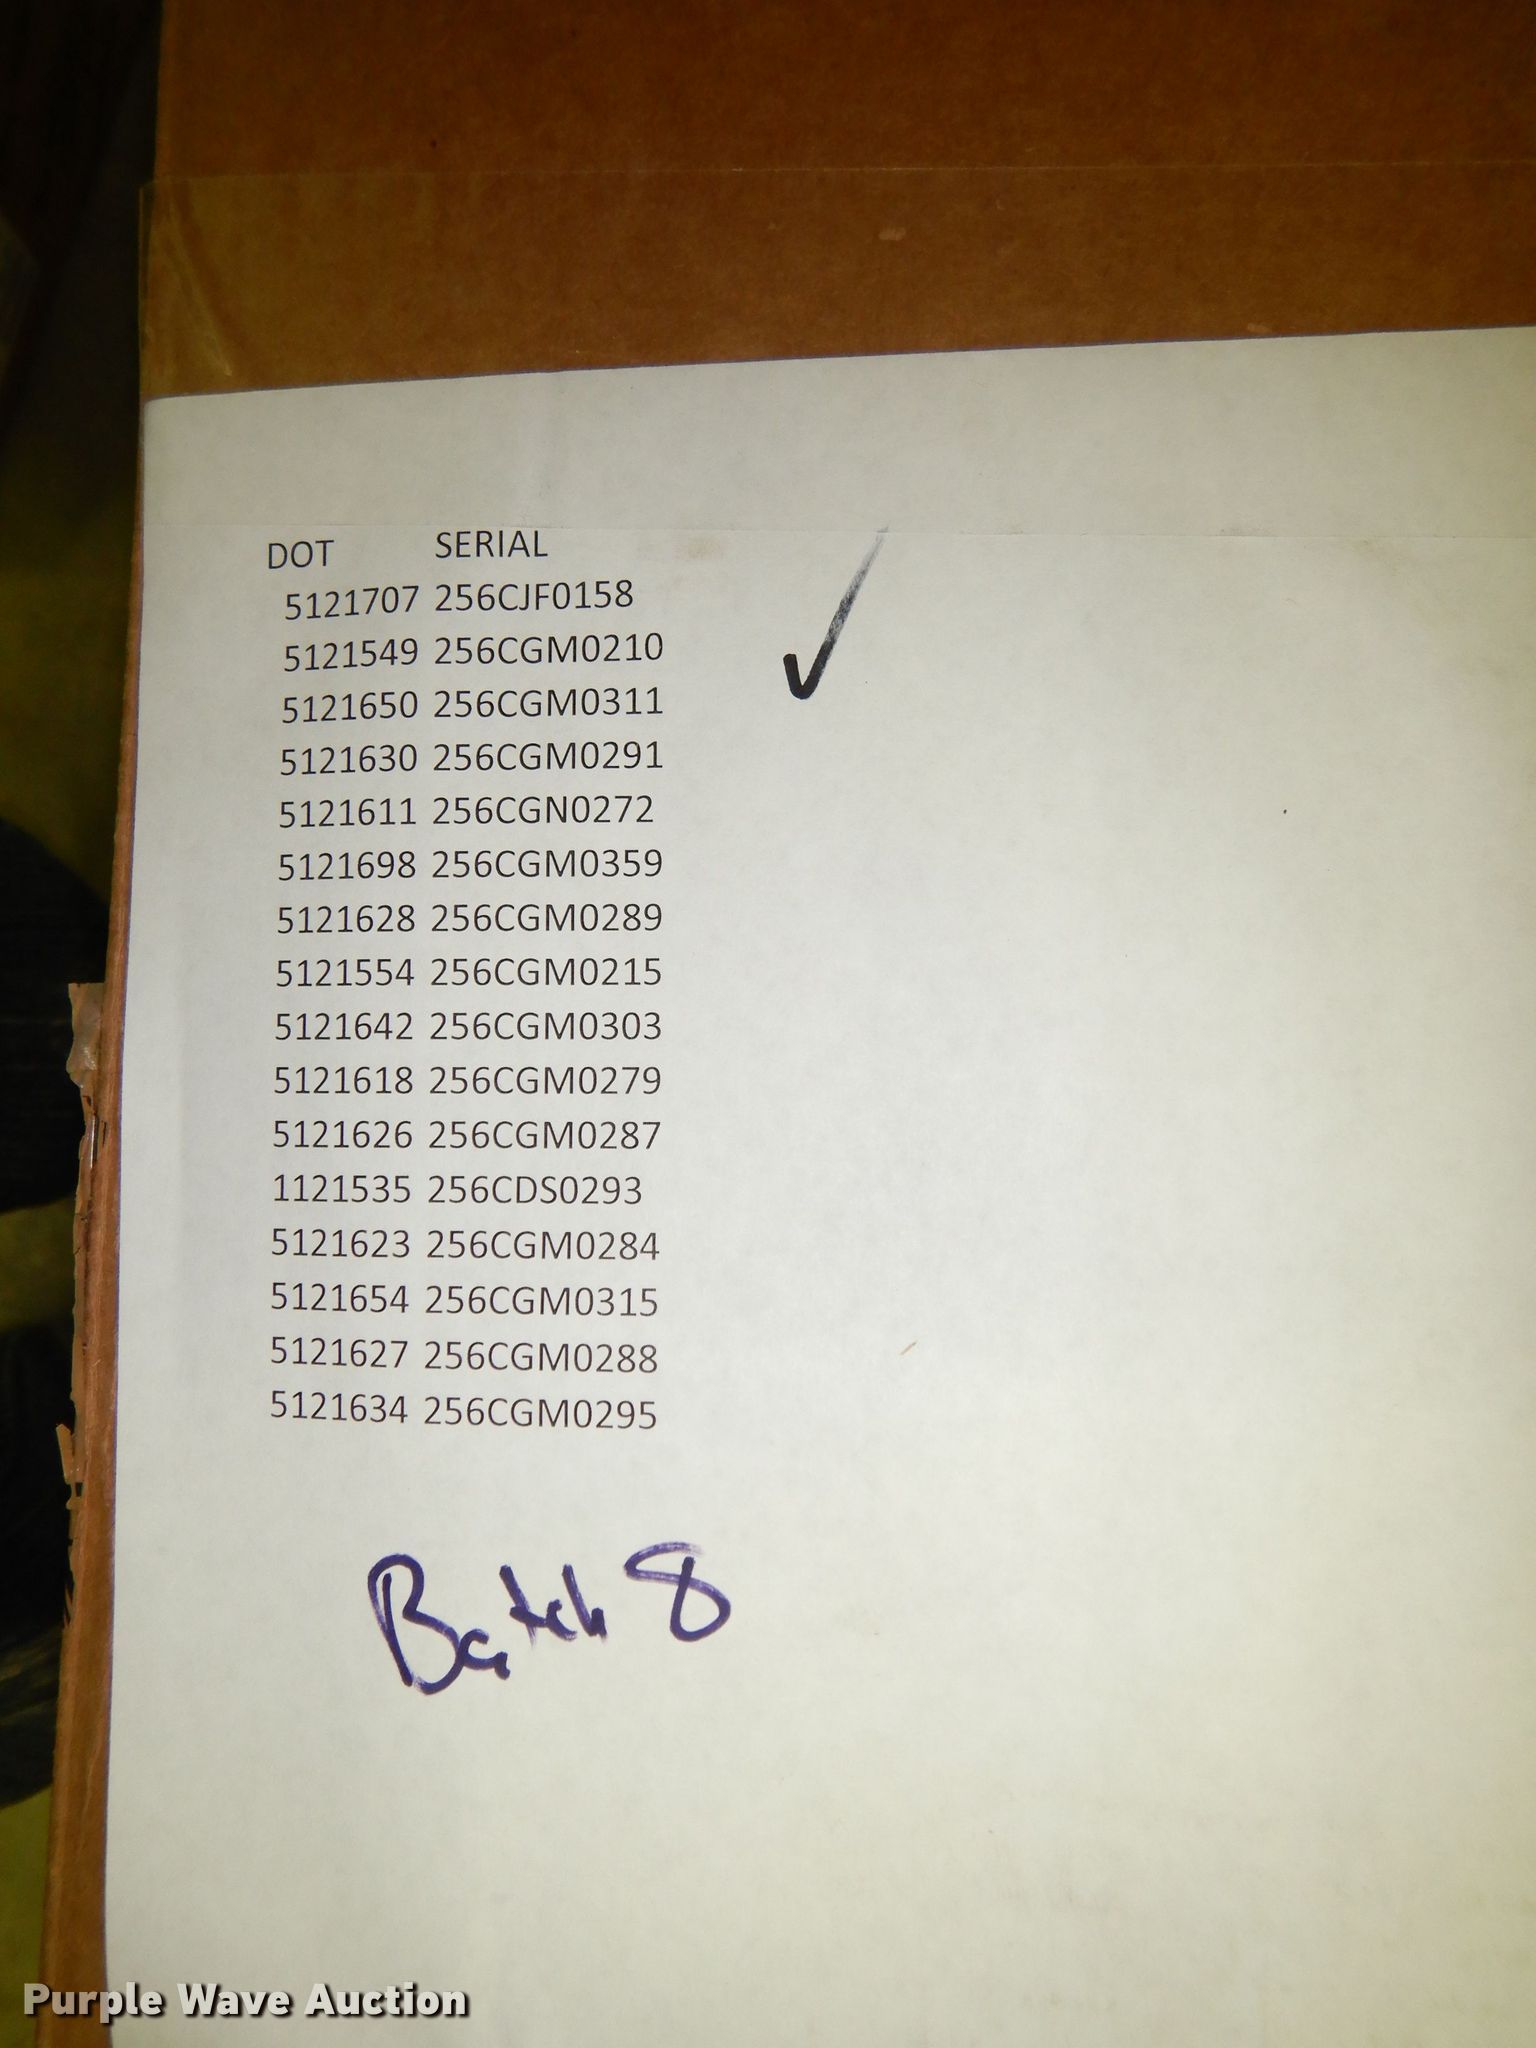 DOT SERIAL
5121707 256CJF0158
5121549 256CGM0210
5121650 256CGM0311
5121630 256CGM0291
5121611 256CGN0272
5121698 256CGM0359
5121628 256CGM0289
5121554 256CGM0215
5121642 256CGM0303
5121618 256CGM0279
5121626 256CGM0287
1121535 256CDS0293
5121623 256CGM0284
5121654 256CGM0315
5121627 256CGM0288
5121634 256CGM0295
Batch 8
Purple Wave Auction